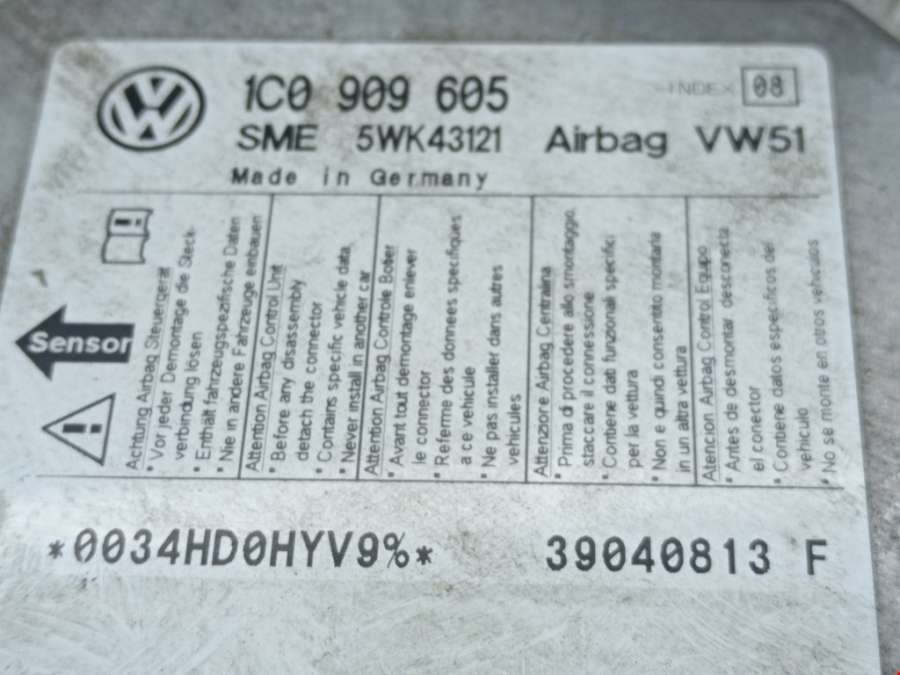 1C0 909 605
INDEX 08
SME 5WK43121 Airbag VW51
Made in Germany
Sensor
Achtung Airbag Steuergerät
* Vor jeder Demontage die Steck-
verbindung lösen
* Enthält fahrzeugspezifische Daten
* Nie in andere Fahrzeuge einbauen
Attention Airbag Control Unit
* Before any disassembly
detach the connector
* Contains specific vehicle data
* Never install in another car
Attention Airbag Controle Boîtier
* Avant tout demontage enlever
le connector
* Referme des donnees specifiques
a ce vehicule
* Ne pas installer dans autres
vehicules
Attenzione Airbag Centralina
* Prima di procedere allo smontaggio,
staccare il connessione
* Contiene dati funzionali specifici
per la vettura
* Non e quindi consentito montarla
in un altra vettura
Atencion Airbag Control Equipo
* Antes de desmontar desconecta
el conector
* Contiene datos especificos del
vehiculo
* No se monte en otros vehiculos
*0034HD0HYV9%* 39040813 F